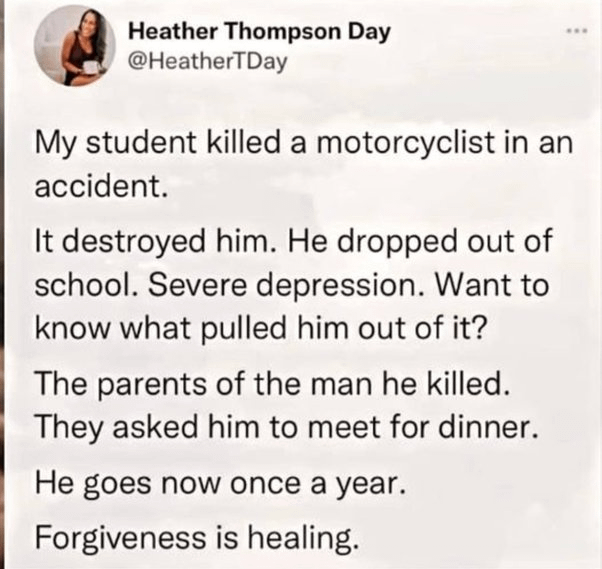 Heather Thompson Day
@HeatherTDay
My student killed a motorcyclist in an
accident.
It destroyed him. He dropped out of
school. Severe depression. Want to
know what pulled him out of it?
The parents of the man he killed.
They asked him to meet for dinner.
He goes now once a year.
Forgiveness is healing.